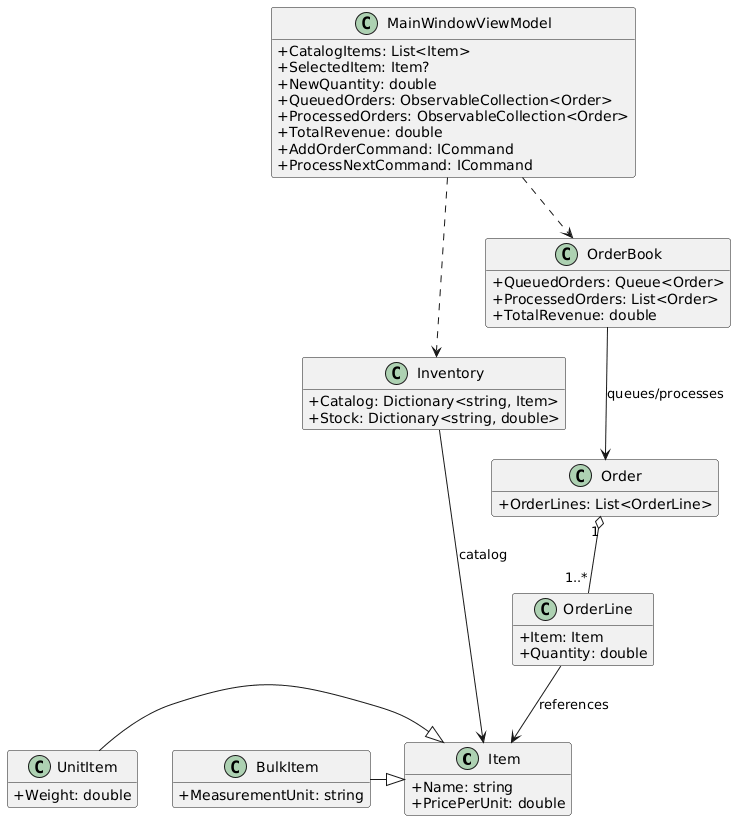 C MainWindowViewModel
+CatalogItems: List<Item>
+SelectedItem: Item?
+NewQuantity: double
+QueuedOrders: ObservableCollection<Order>
+ProcessedOrders: ObservableCollection<Order>
+TotalRevenue: double
+AddOrderCommand: ICommand
+ProcessNextCommand: ICommand
C OrderBook
+QueuedOrders: Queue<Order>
+ProcessedOrders: List<Order>
+TotalRevenue: double
C Inventory
+Catalog: Dictionary<string, Item>
+Stock: Dictionary<string, double>
queues/processes
C Order
+OrderLines: List<OrderLine>
1
catalog
1..*
C OrderLine
+Item: Item
+Quantity: double
references
C UnitItem
+Weight: double
C BulkItem
+MeasurementUnit: string
C Item
+Name: string
+PricePerUnit: double